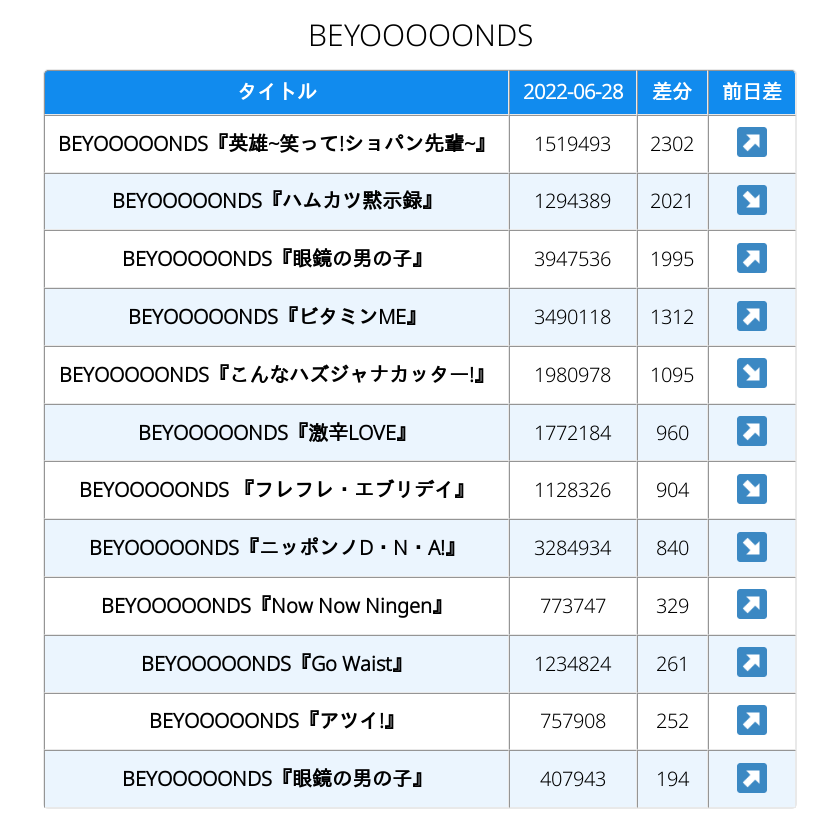 BEYOOOOONDS
タイトル 2022-06-28 差分 前日差
BEYOOOOONDS『英雄~笑って!ショパン先輩~』 1519493 2302 ↗
BEYOOOOONDS『ハムカツ黙示録』 1294389 2021 ↘
BEYOOOOONDS『眼鏡の男の子』 3947536 1995 ↗
BEYOOOOONDS『ビタミンME』 3490118 1312 ↗
BEYOOOOONDS『こんなハズジャナカッター!』 1980978 1095 ↘
BEYOOOOONDS『激辛LOVE』 1772184 960 ↗
BEYOOOOONDS 『フレフレ・エブリデイ』 1128326 904 ↘
BEYOOOOONDS『ニッポンノD・N・A!』 3284934 840 ↘
BEYOOOOONDS『Now Now Ningen』 773747 329 ↗
BEYOOOOONDS『Go Waist』 1234824 261 ↗
BEYOOOOONDS『アツイ!』 757908 252 ↗
BEYOOOOONDS『眼鏡の男の子』 407943 194 ↗